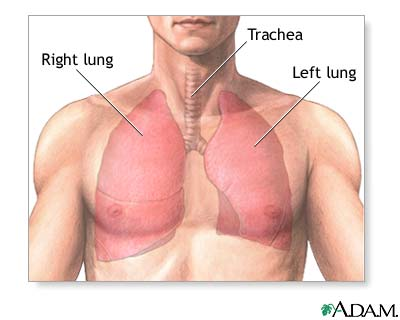 Trachea
Right lung
Left lung
A.D.A.M.